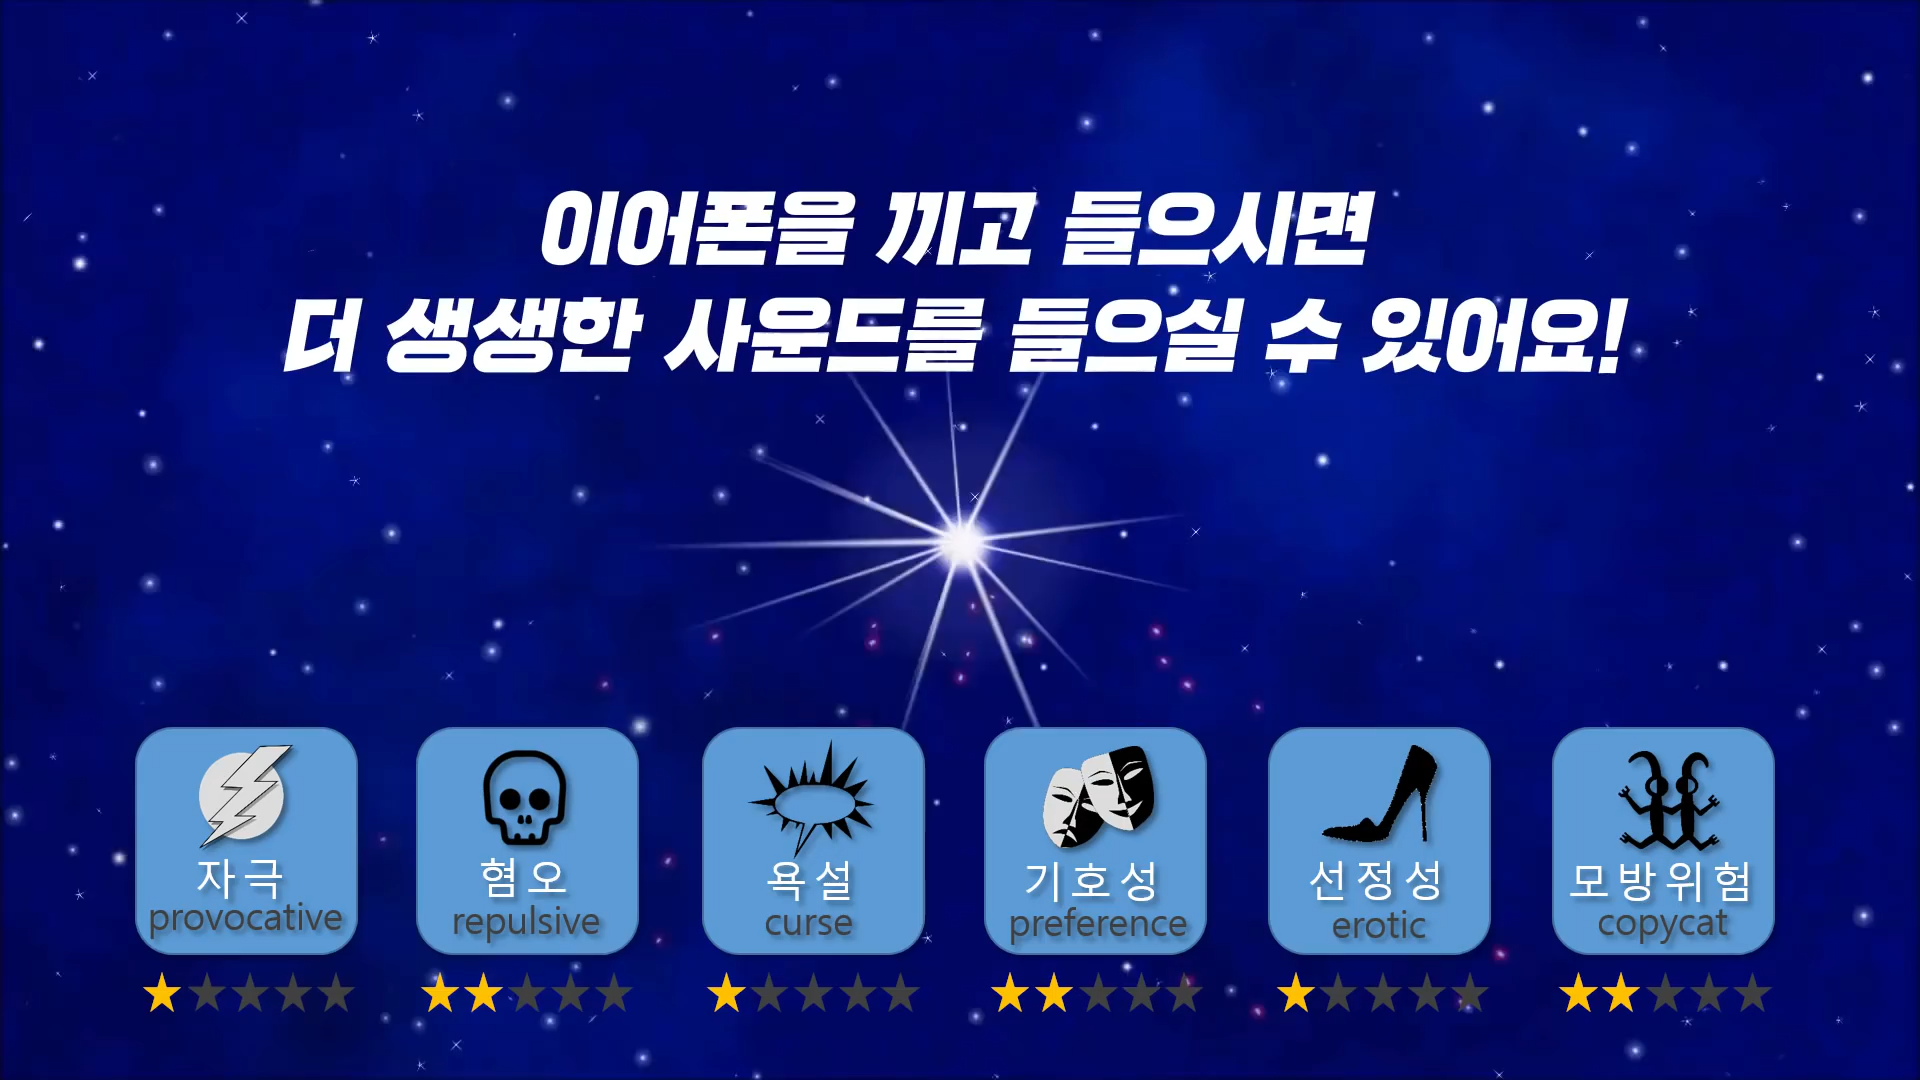 이어폰을 끼고 들으시면
더 생생한 사운드를 들으실 수 있어요!
자극
provocative
혐오
repulsive
욕설
curse
기호성
preference
선정성
erotic
모방위험
copycat